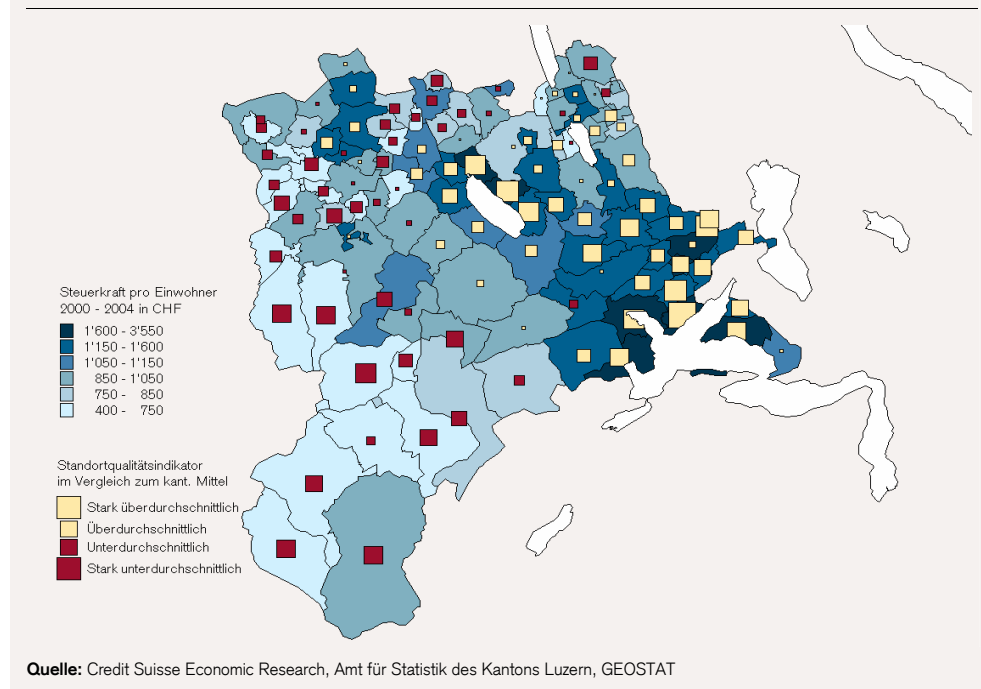 Steuerkraft pro Einwohner
2000 - 2004 in CHF
1'600 - 3'550
1'150 - 1'600
1'050 - 1'150
850 - 1'050
750 - 850
400 - 750
Standortqualitätsindikator
im Vergleich zum kant. Mittel
Stark überdurchschnittlich
Überdurchschnittlich
Unterdurchschnittlich
Stark unterdurchschnittlich
Quelle: Credit Suisse Economic Research, Amt für Statistik des Kantons Luzern, GEOSTAT